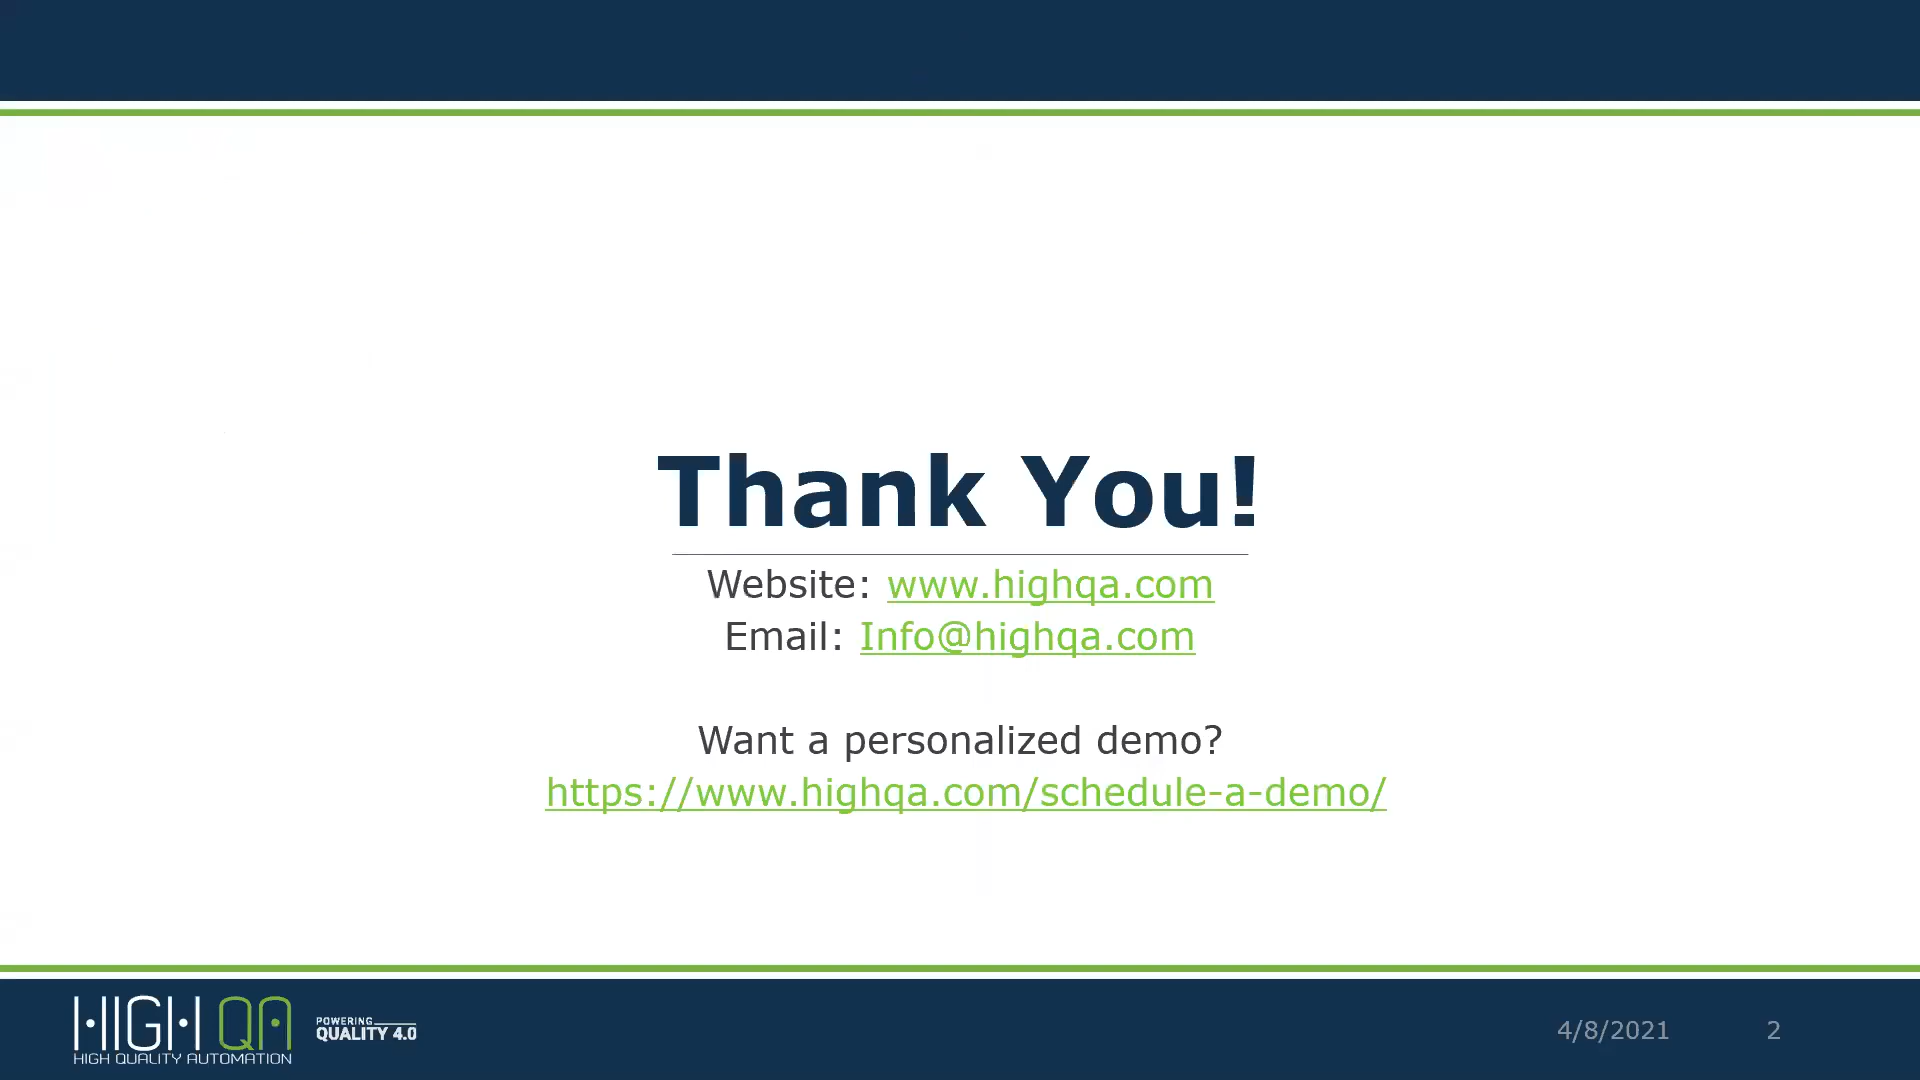 Thank You!
Website: www.highqa.com
Email: Info@highqa.com
Want a personalized demo?
https://www.highqa.com/schedule-a-demo/
HIGH QA
HIGH QUALITY AUTOMATION
POWERING
QUALITY 4.0
4/8/2021
2